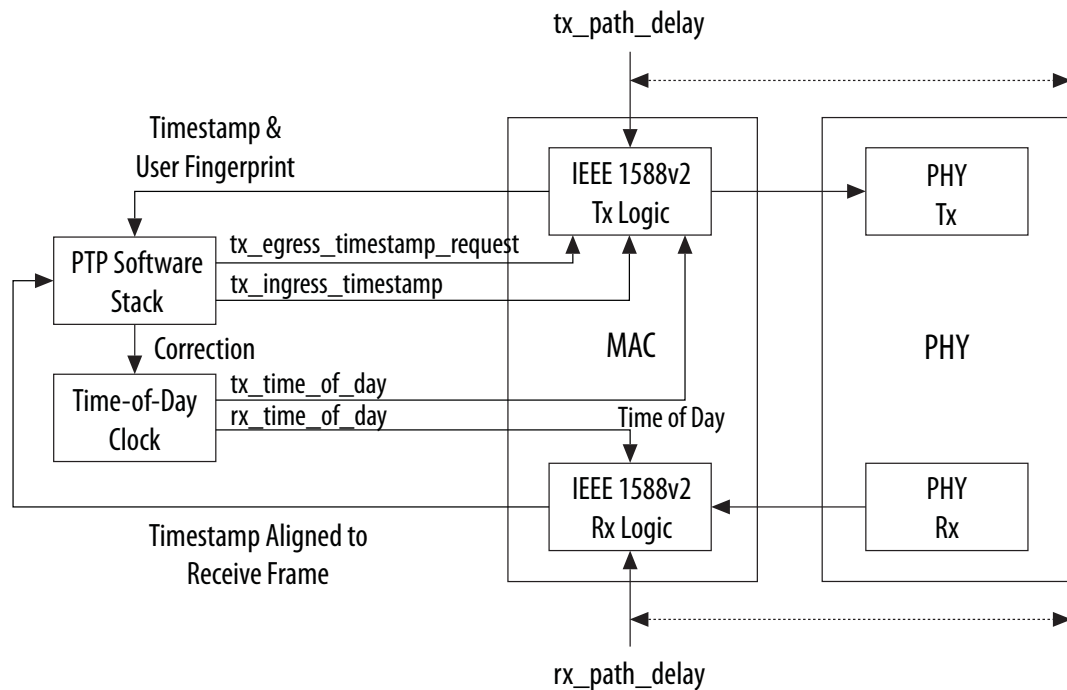 tx_path_delay
Timestamp &
User Fingerprint
IEEE 1588v2
Tx Logic
PHY
Tx
tx_egress_timestamp_request
PTP Software
Stack
tx_ingress_timestamp
Correction
MAC
PHY
tx_time_of_day
Time-of-Day
Clock
rx_time_of_day
Time of Day
IEEE 1588v2
Rx Logic
PHY
Rx
Timestamp Aligned to
Receive Frame
rx_path_delay